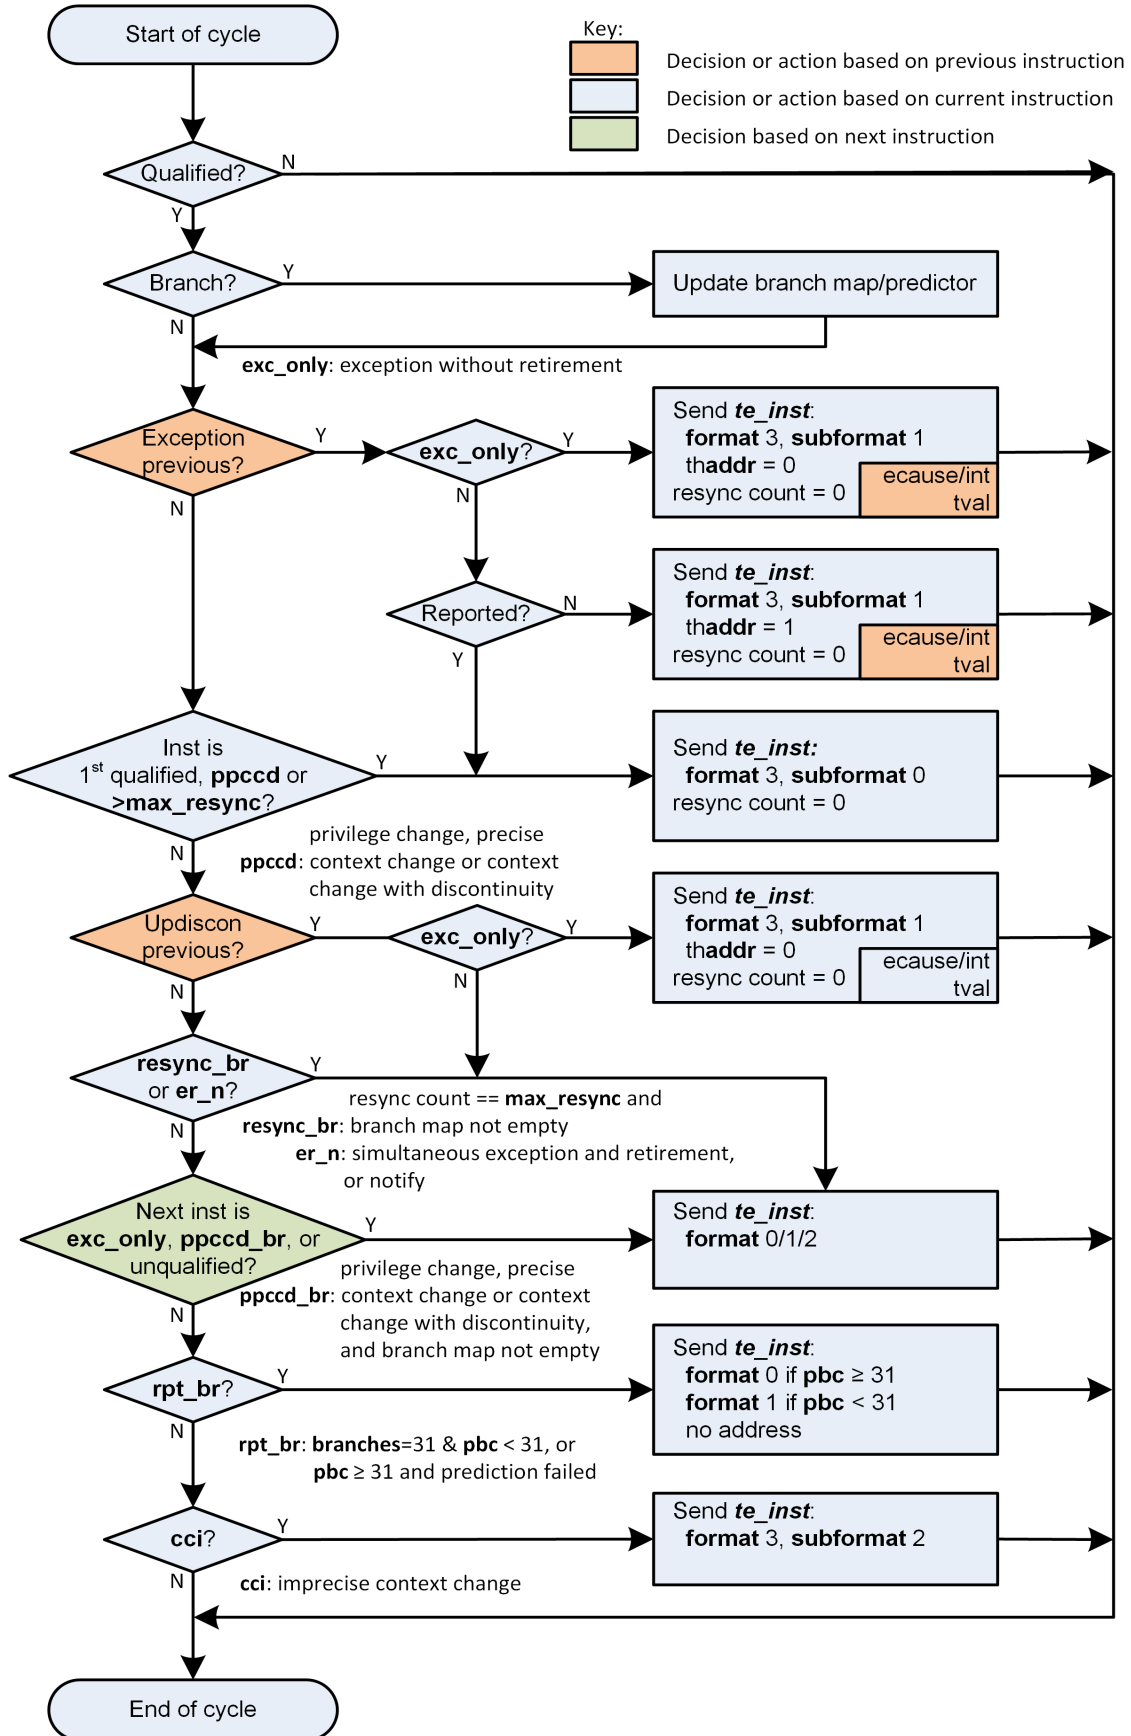 Start of cycle
Key:
Decision or action based on previous instruction
Decision or action based on current instruction
Decision based on next instruction
Qualified?
N
Y
Branch?
Y
Update branch map/predictor
N
exc_only: exception without retirement
Exception
previous?
Y
N
exc_only?
Y
N
Send te_inst:
format 3, subformat 1
thaddr = 0
resync count = 0
ecause/int
tval
Reported?
N
Y
Send te_inst:
format 3, subformat 1
thaddr = 1
resync count = 0
ecause/int
tval
Inst is
1st qualified, ppccd or
>max_resync?
Y
N
Send te_inst:
format 3, subformat 0
resync count = 0
privilege change, precise
ppccd: context change or context
change with discontinuity
Updiscon
previous?
Y
N
exc_only?
Y
N
Send te_inst:
format 3, subformat 1
thaddr = 0
resync count = 0
ecause/int
tval
resync_br
or er_n?
Y
N
resync count == max_resync and
resync_br: branch map not empty
er_n: simultaneous exception and retirement,
or notify
Next inst is
exc_only, ppccd_br, or
unqualified?
Y
N
Send te_inst:
format 0/1/2
privilege change, precise
ppccd_br: context change or context
change with discontinuity,
and branch map not empty
rpt_br?
Y
N
Send te_inst:
format 0 if pbc ≥ 31
format 1 if pbc < 31
no address
rpt_br: branches=31 & pbc < 31, or
pbc ≥ 31 and prediction failed
cci?
Y
N
Send te_inst:
format 3, subformat 2
cci: imprecise context change
End of cycle